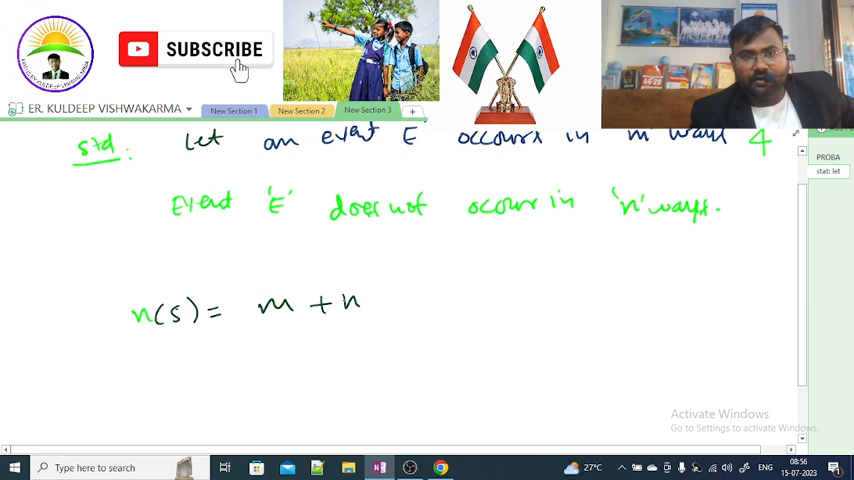 SUBSCRIBE
ER. KULDEEP VISHWAKARMA
New Section 1
New Section 2
New Section 3
std: Let an event E occours in 'm' ways 4
Event 'E' does not occour in 'n' ways.
n(s) = m + n
PROBA
stat: let
Activate Windows
Go to Settings to activate Windows.
Type here to search
27°C
ENG
08:56
15-07-2023